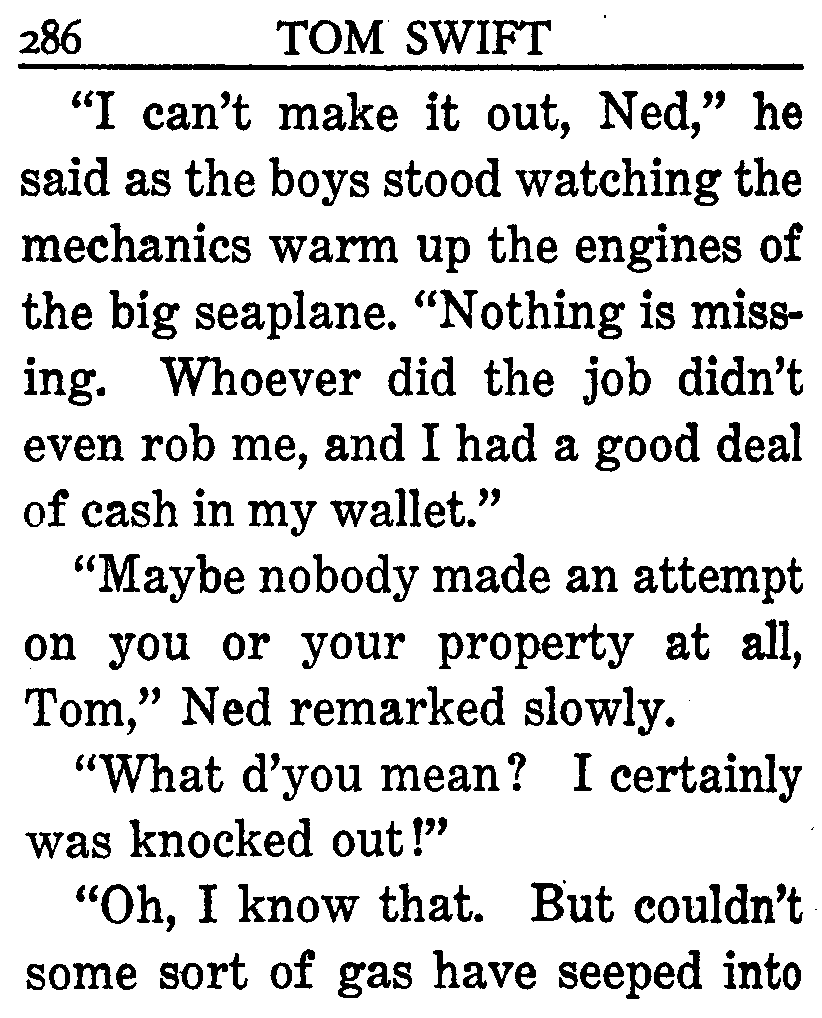 286 TOM SWIFT
“I can’t make it out, Ned,” he
said as the boys stood watching the
mechanics warm up the engines of
the big seaplane. “Nothing is miss-
ing. Whoever did the job didn’t
even rob me, and I had a good deal
of cash in my wallet.”
“Maybe nobody made an attempt
on you or your property at all,
Tom,” Ned remarked slowly.
“What d’you mean? I certainly
was knocked out!”
“Oh, I know that. But couldn’t
some sort of gas have seeped into